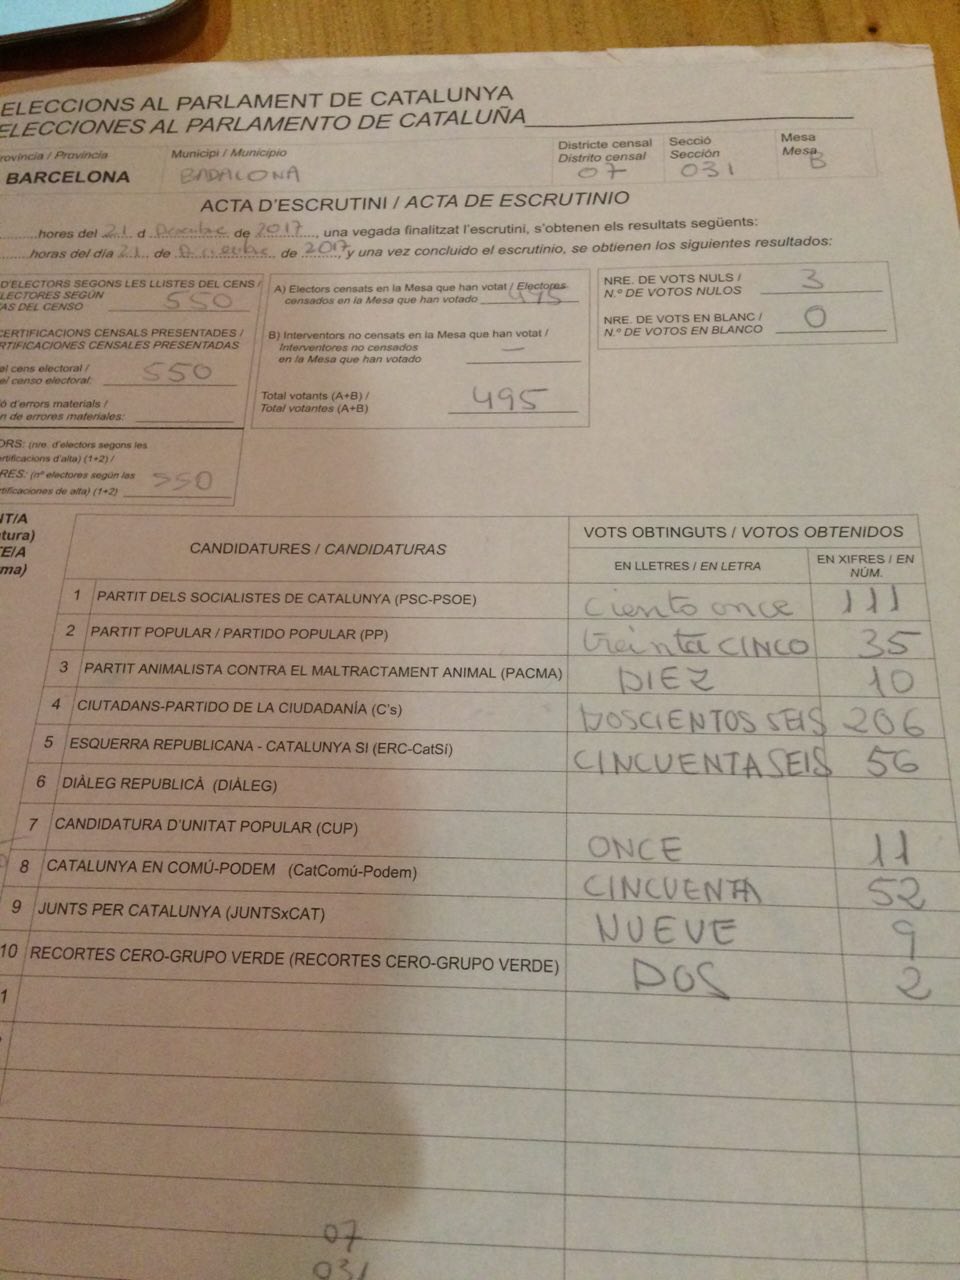 ELECCIONS AL PARLAMENT DE CATALUNYA
ELECCIONES AL PARLAMENTO DE CATALUÑA
rovíncia / Provincia
BARCELONA
Municipi / Municipio
BADALONA
Districte censal
Distrito censal
07
Secció
Sección
031
Mesa
Mesa
B
ACTA D'ESCRUTINI / ACTA DE ESCRUTINIO
hores del 21 d Desembre de 2017, una vegada finalitzat l'escrutini, s'obtenen els resultats següents:
horas del día 21 de Diciembre de 2017, y una vez concluido el escrutinio, se obtienen los siguientes resultados:
D'ELECTORS SEGONS LES LLISTES DEL CENS /
LECTORES SEGÚN
AS DEL CENSO 550
CERTIFICACIONS CENSALS PRESENTADES /
RTIFICACIONES CENSALES PRESENTADAS
el cens electoral /
el censo electoral: 550
ó d'errors materials /
n de errores materiales:
ORS: (nre. d'electors segons les
ertificacions d'alta) (1+2) /
RES: (nº electores según las
rtificaciones de alta) (1+2) 550
A) Electors censats en la Mesa que han votat / Electores
censados en la Mesa que han votado 495
B) Interventors no censats en la Mesa que han votat /
Interventores no censados
en la Mesa que han votado —
Total votants (A+B) /
Total votantes (A+B) 495
NRE. DE VOTS NULS /
N.º DE VOTOS NULOS 3
NRE. DE VOTS EN BLANC /
N.º DE VOTOS EN BLANCO 0
NT/A
tura)
TE/A
ma)
CANDIDATURES / CANDIDATURAS
VOTS OBTINGUTS / VOTOS OBTENIDOS
EN LLETRES / EN LETRA
EN XIFRES / EN
NÚM.
1 PARTIT DELS SOCIALISTES DE CATALUNYA (PSC-PSOE) ciento once 111
2 PARTIT POPULAR / PARTIDO POPULAR (PP) treinta CINCO 35
3 PARTIT ANIMALISTA CONTRA EL MALTRACTAMENT ANIMAL (PACMA) DIEZ 10
4 CIUTADANS-PARTIDO DE LA CIUDADANÍA (C's) DOSCIENTOS SEIS 206
5 ESQUERRA REPUBLICANA - CATALUNYA SI (ERC-CatSí) CINCUENTA SEIS 56
6 DIÀLEG REPUBLICÀ (DIÀLEG)
7 CANDIDATURA D'UNITAT POPULAR (CUP) ONCE 11
8 CATALUNYA EN COMÚ-PODEM (CatComú-Podem) CINCUENTA 52
9 JUNTS PER CATALUNYA (JUNTSxCAT) NUEVE 9
10 RECORTES CERO-GRUPO VERDE (RECORTES CERO-GRUPO VERDE) DOS 2
1
07
031